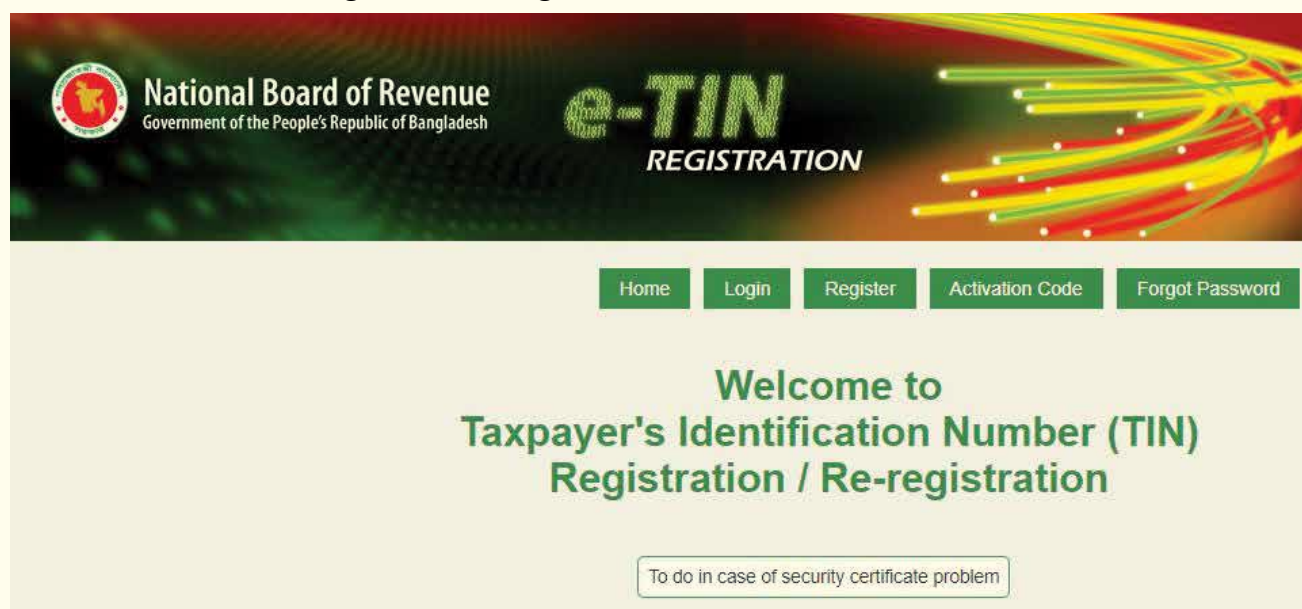 National Board of Revenue
Government of the People's Republic of Bangladesh
e-TIN
REGISTRATION
Home Login Register Activation Code Forgot Password
Welcome to
Taxpayer's Identification Number (TIN)
Registration / Re-registration
To do in case of security certificate problem